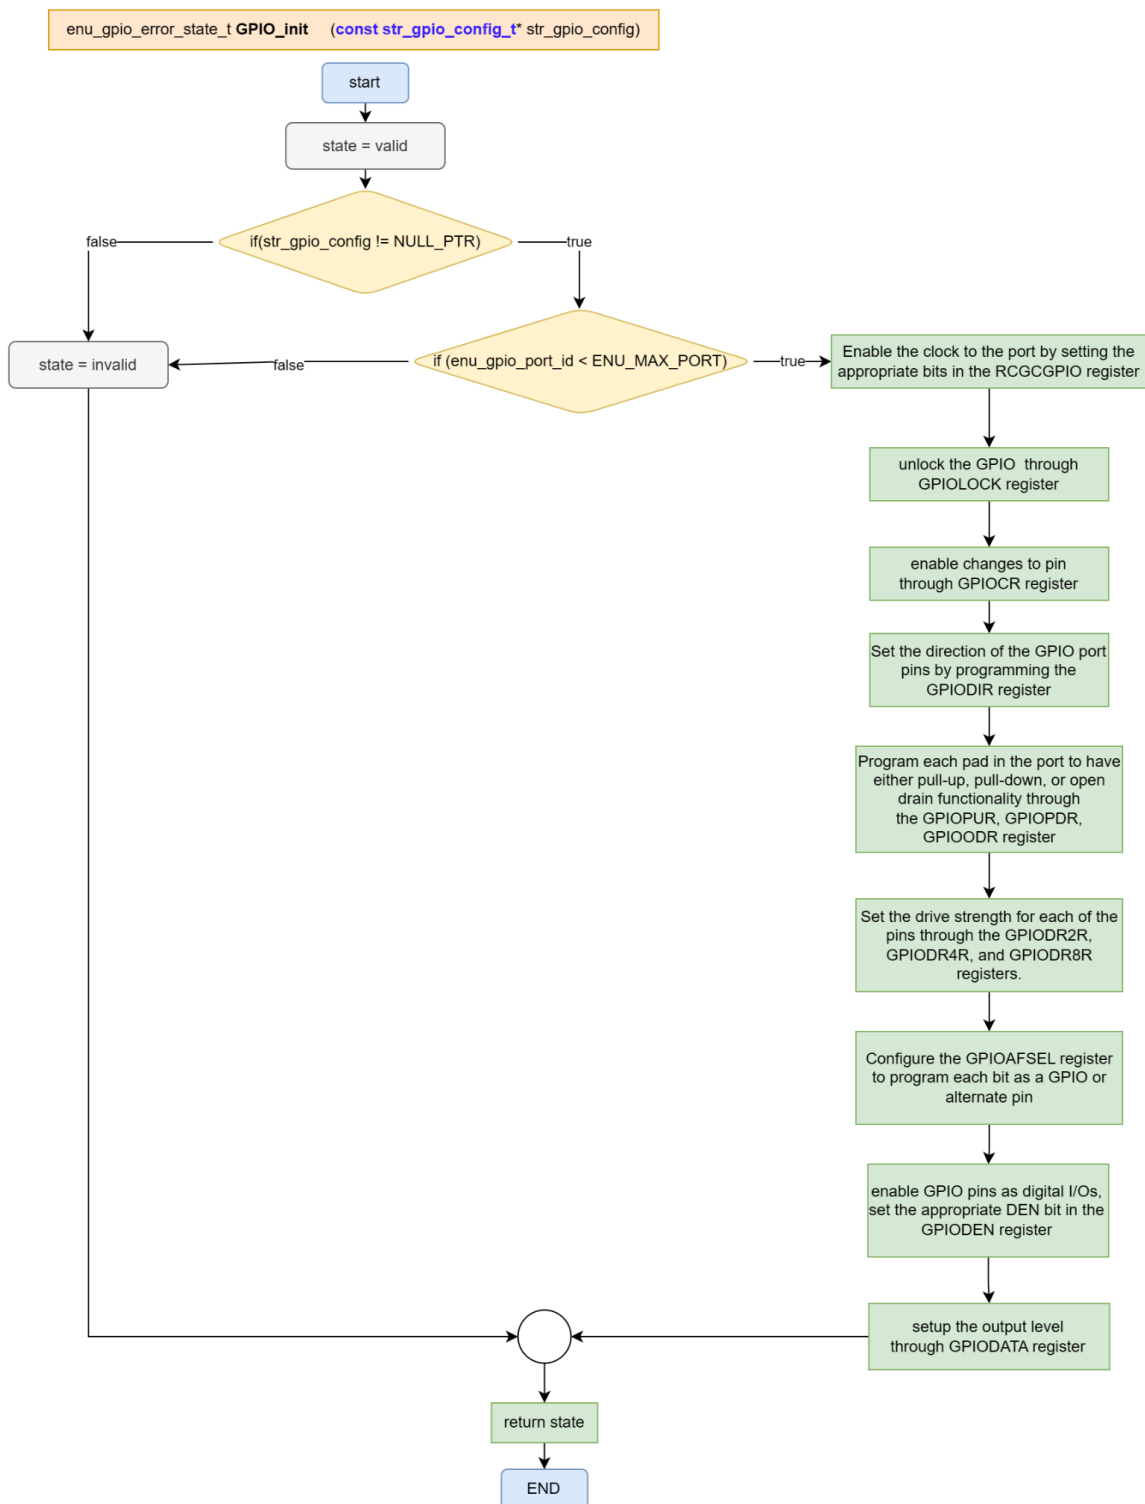 enu_gpio_error_state_t GPIO_init (const str_gpio_config_t* str_gpio_config)
start
state = valid
if(str_gpio_config != NULL_PTR)
false
true
state = invalid
false
if (enu_gpio_port_id < ENU_MAX_PORT)
true
Enable the clock to the port by setting the
appropriate bits in the RCGCGPIO register
unlock the GPIO through
GPIOLOCK register
enable changes to pin
through GPIOCR register
Set the direction of the GPIO port
pins by programming the
GPIODIR register
Program each pad in the port to have
either pull-up, pull-down, or open
drain functionality through
the GPIOPUR, GPIOPDR,
GPIOODR register
Set the drive strength for each of the
pins through the GPIODR2R,
GPIODR4R, and GPIODR8R
registers.
Configure the GPIOAFSEL register
to program each bit as a GPIO or
alternate pin
enable GPIO pins as digital I/Os,
set the appropriate DEN bit in the
GPIODEN register
setup the output level
through GPIODATA register
return state
END